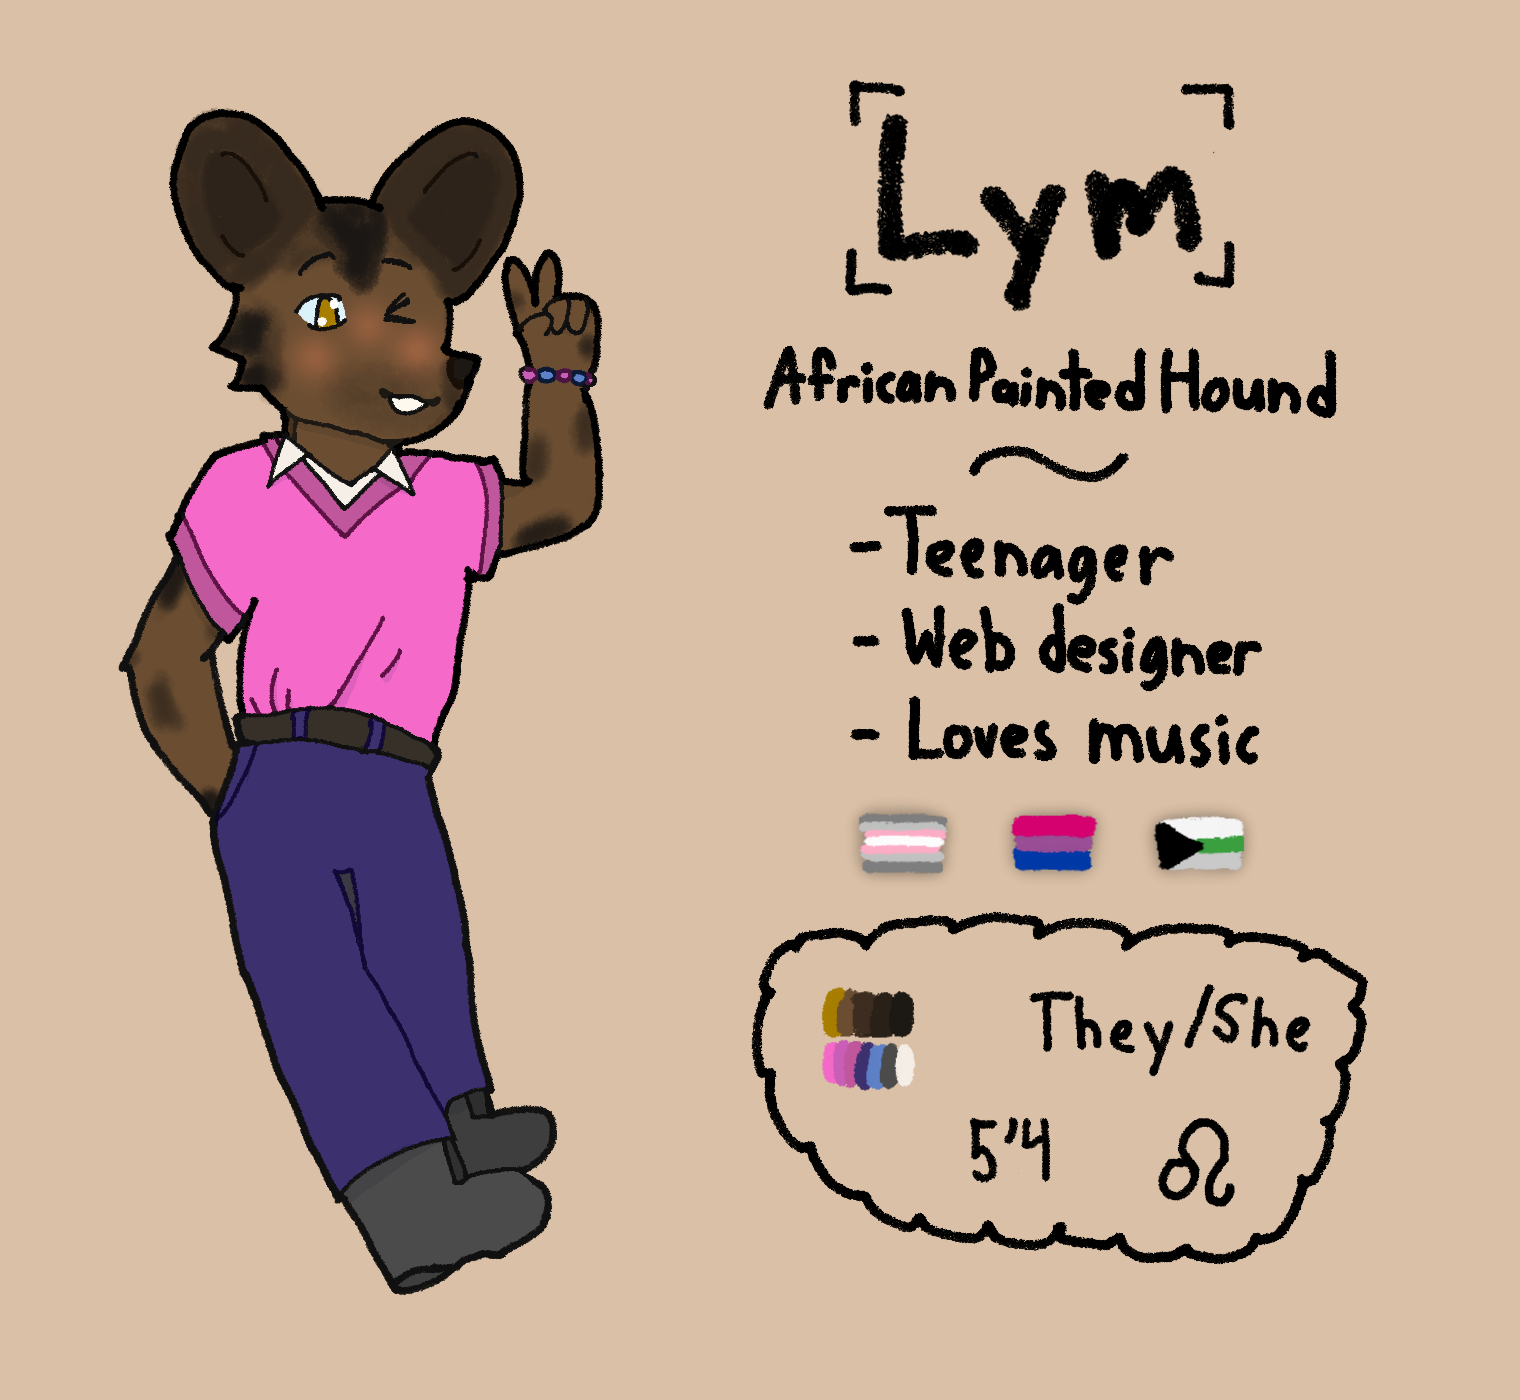 Lym
African Painted Hound
- Teenager
- Web designer
- Loves music
They/She
5'4 ♌